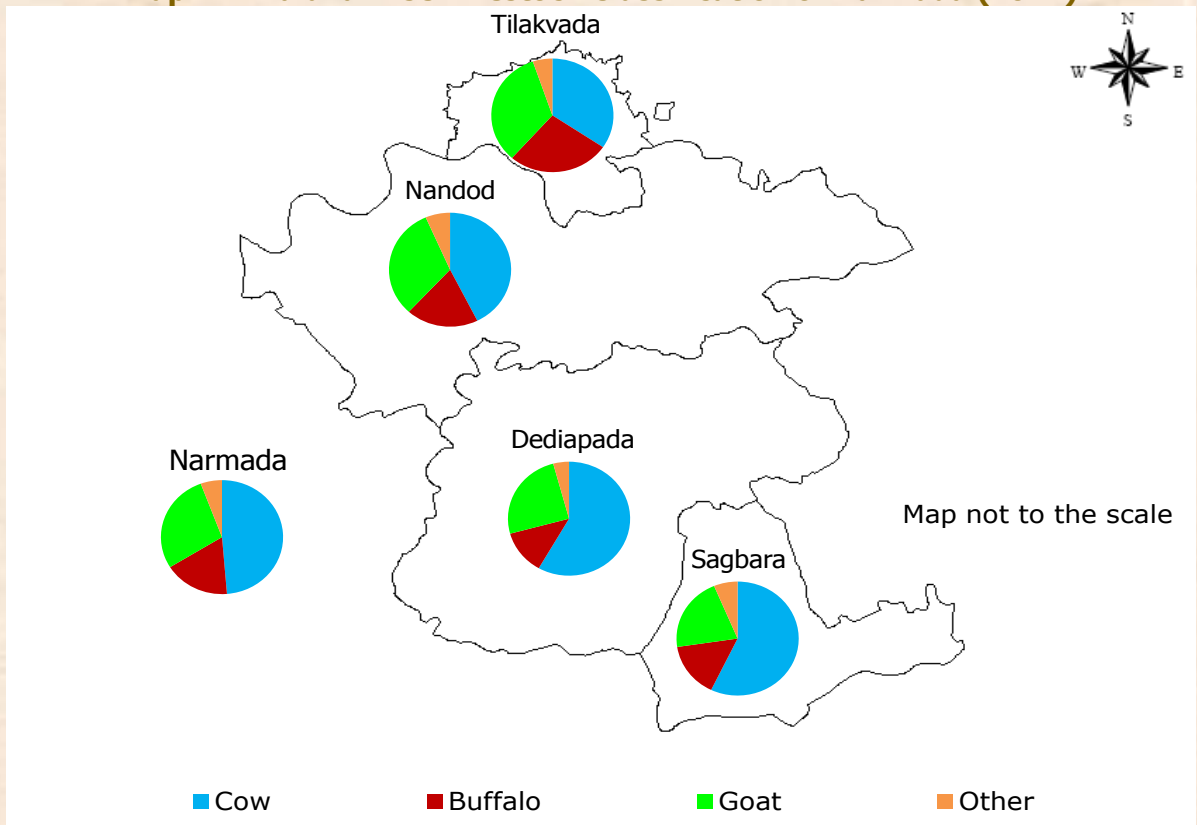 Tilakvada
N
W E
S
Nandod
Dediapada
Narmada
Map not to the scale
Sagbara
Cow Buffalo Goat Other